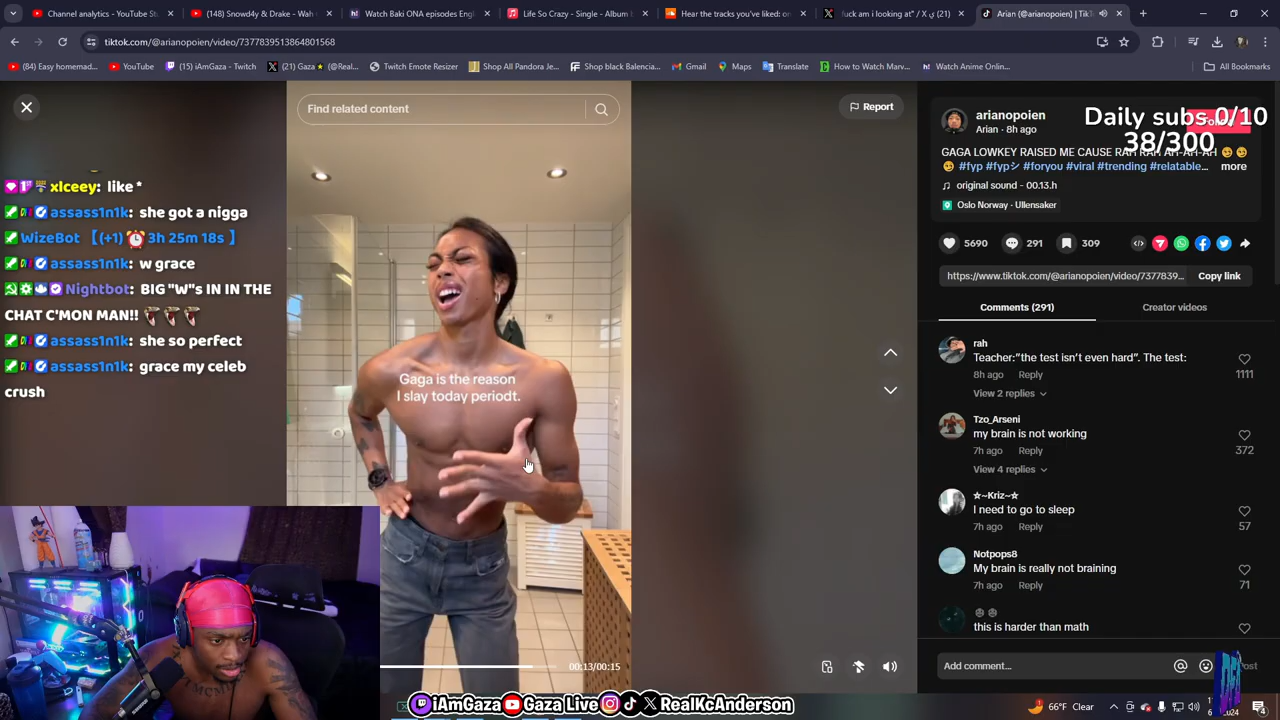 Channel analytics - YouTube St
(148) Snowd4y & Drake - Wah
Watch Baki ONA episodes Eng
Life So Crazy - Single - Album
Hear the tracks you've liked: on
Arian (@arianopoien) | TikT
tiktok.com/@arianopoien/video/7377839513864801568
(84) Easy homemad...
YouTube
(15) iAmGaza - Twitch
(21) Gaza★ (@Real...
Twitch Emote Resizer
Shop All Pandora Je...
Shop black Balencia...
Gmail
Maps
Translate
How to Watch Marv...
Watch Anime Onlin...
All Bookmarks
Find related content
Report
xIceey: like *
assass1n1k: she got a nigga
WizeBot 【(+1) ⏰ 3h 25m 18s 】
assass1n1k: w grace
Nightbot: BIG "W"s IN IN THE
CHAT C'MON MAN!!
assass1n1k: she so perfect
assass1n1k: grace my celeb
crush
Gaga is the reason
I slay today periodt.
00:13/00:15
arianopoien
Arian · 8h ago
Daily subs 0/10
38/300
GAGA LOWKEY RAISED ME CAUSE RAH RAH AH-AH-AH
#fyp #fypシ #foryou #viral #trending #relatable... more
original sound - 00.13.h
Oslo Norway · Ullensaker
5690
291
309
https://www.tiktok.com/@arianopoien/video/7377839...
Copy link
Comments (291)
Creator videos
rah
Teacher:"the test isn't even hard". The test:
8h ago Reply
1111
View 2 replies
Tzo_Arseni
my brain is not working
7h ago Reply
372
View 4 replies
☆~Kriz~☆
I need to go to sleep
7h ago Reply
57
Notpops8
My brain is really not braining
7h ago Reply
71
this is harder than math
Add comment...
iAmGaza Gaza Live RealKcAnderson
66°F Clear